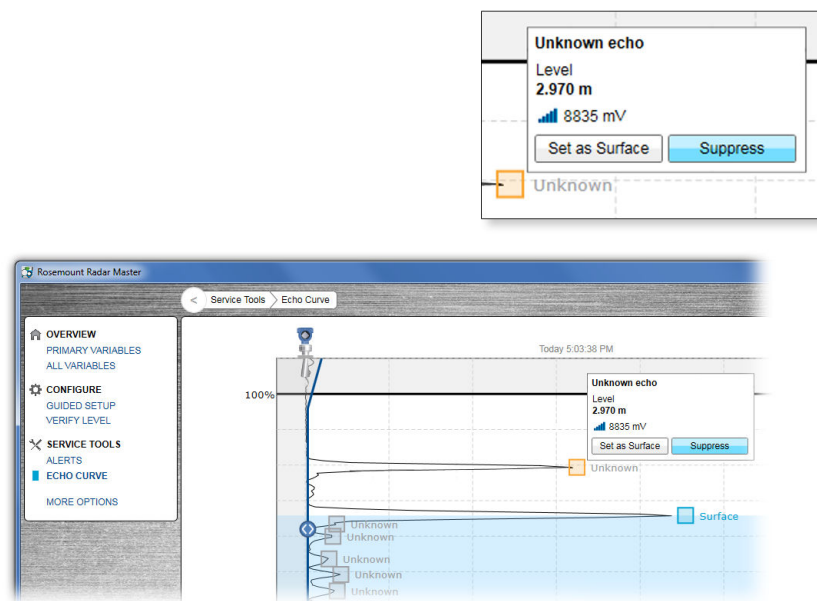 Unknown echo
Level
2.970 m
8835 mV
Set as Surface Suppress
Unknown
Rosemount Radar Master
< Service Tools Echo Curve
OVERVIEW
PRIMARY VARIABLES
ALL VARIABLES
CONFIGURE
GUIDED SETUP
VERIFY LEVEL
SERVICE TOOLS
ALERTS
ECHO CURVE
MORE OPTIONS
Today 5:03:38 PM
100%
Unknown echo
Level
2.970 m
8835 mV
Set as Surface Suppress
Unknown
Surface
Unknown
Unknown
Unknown
Unknown
Unknown